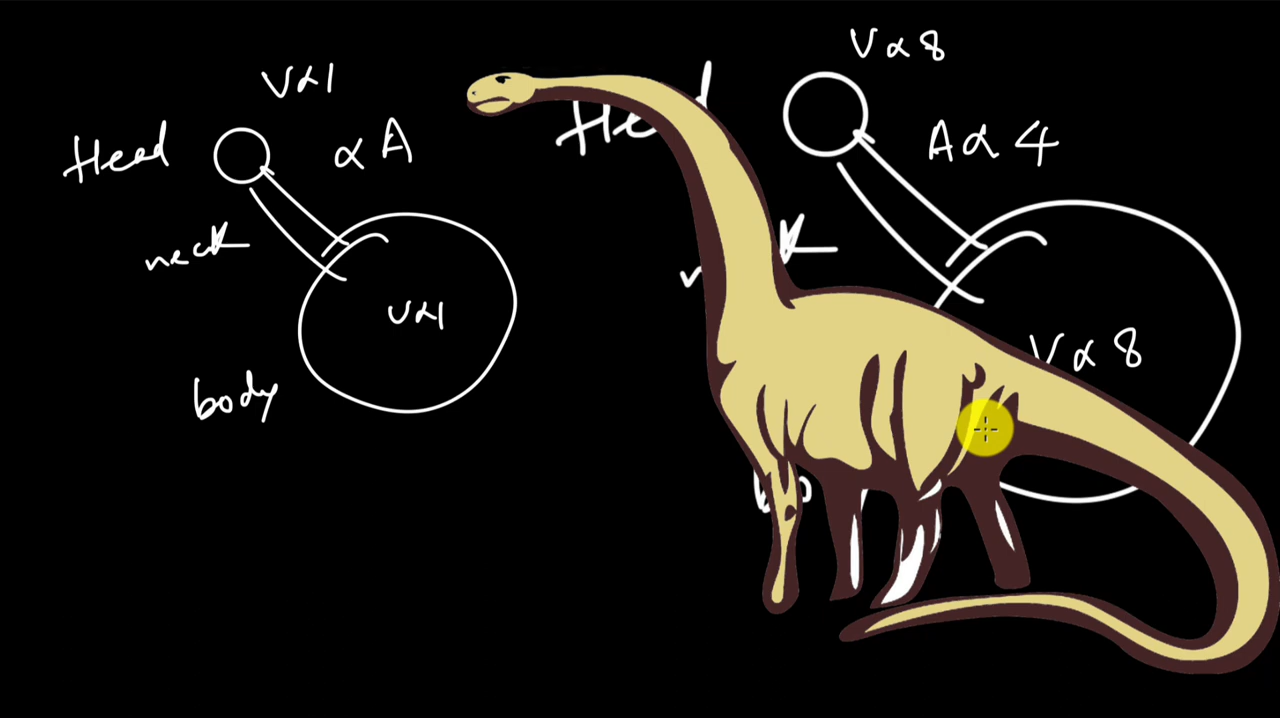 V∝1
Head
∝ A
neck
V∝1
body
V∝8
A∝ 4
V∝8